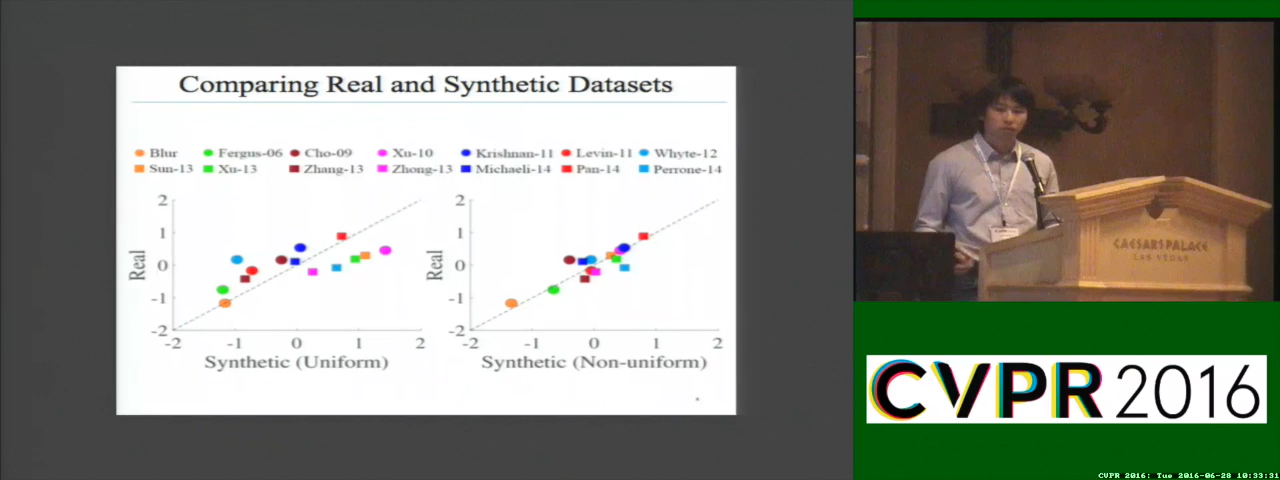 Comparing Real and Synthetic Datasets
Blur Fergus-06 Cho-09 Xu-10 Krishnan-11 Levin-11 Whyte-12
Sun-13 Xu-13 Zhang-13 Zhong-13 Michaeli-14 Pan-14 Perrone-14
2
1
0
-1
-2
Real
-2 -1 0 1 2
Synthetic (Uniform)
2
1
0
-1
-2
Real
-2 -1 0 1 2
Synthetic (Non-uniform)
CAESARS PALACE
LAS VEGAS
CVPR 2016
CVPR 2016: Tue 2016-06-28 10:33:31